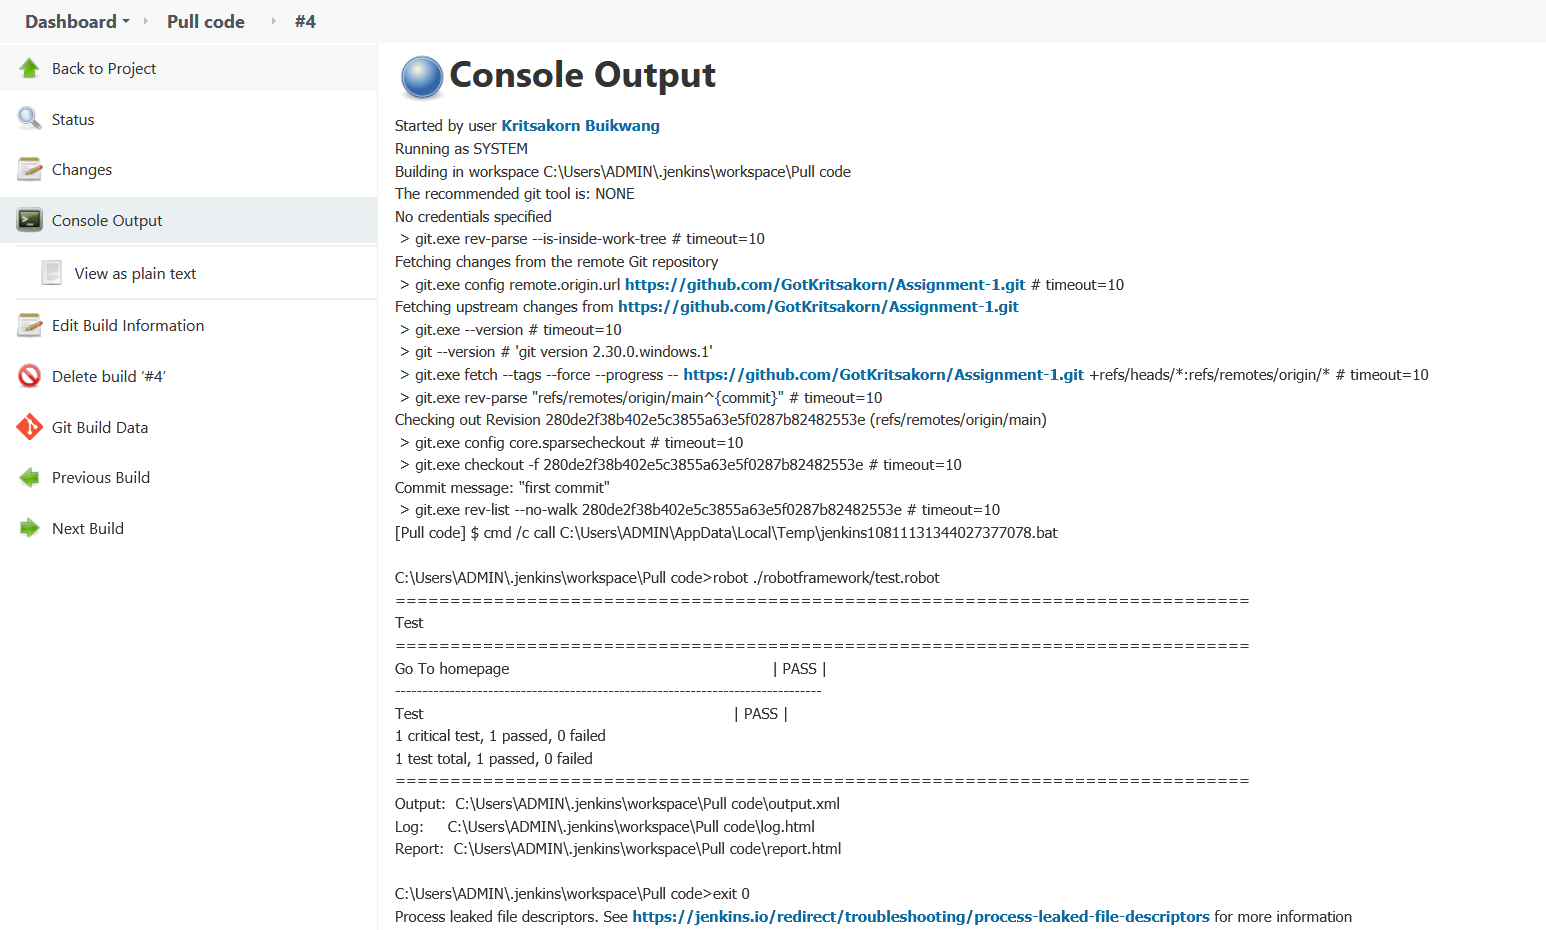 Dashboard Pull code #4
Back to Project
Status
Changes
Console Output
View as plain text
Edit Build Information
Delete build '#4'
Git Build Data
Previous Build
Next Build
Console Output
Started by user Kritsakorn Buikwang
Running as SYSTEM
Building in workspace C:\Users\ADMIN\.jenkins\workspace\Pull code
The recommended git tool is: NONE
No credentials specified
 > git.exe rev-parse --is-inside-work-tree # timeout=10
Fetching changes from the remote Git repository
 > git.exe config remote.origin.url https://github.com/GotKritsakorn/Assignment-1.git # timeout=10
Fetching upstream changes from https://github.com/GotKritsakorn/Assignment-1.git
 > git.exe --version # timeout=10
 > git --version # 'git version 2.30.0.windows.1'
 > git.exe fetch --tags --force --progress -- https://github.com/GotKritsakorn/Assignment-1.git +refs/heads/*:refs/remotes/origin/* # timeout=10
 > git.exe rev-parse "refs/remotes/origin/main^{commit}" # timeout=10
Checking out Revision 280de2f38b402e5c3855a63e5f0287b82482553e (refs/remotes/origin/main)
 > git.exe config core.sparsecheckout # timeout=10
 > git.exe checkout -f 280de2f38b402e5c3855a63e5f0287b82482553e # timeout=10
Commit message: "first commit"
 > git.exe rev-list --no-walk 280de2f38b402e5c3855a63e5f0287b82482553e # timeout=10
[Pull code] $ cmd /c call C:\Users\ADMIN\AppData\Local\Temp\jenkins10811131344027377078.bat
C:\Users\ADMIN\.jenkins\workspace\Pull code>robot ./robotframework/test.robot
==============================================================================
Test
==============================================================================
Go To homepage | PASS |
------------------------------------------------------------------------------
Test | PASS |
1 critical test, 1 passed, 0 failed
1 test total, 1 passed, 0 failed
==============================================================================
Output: C:\Users\ADMIN\.jenkins\workspace\Pull code\output.xml
Log: C:\Users\ADMIN\.jenkins\workspace\Pull code\log.html
Report: C:\Users\ADMIN\.jenkins\workspace\Pull code\report.html
C:\Users\ADMIN\.jenkins\workspace\Pull code>exit 0
Process leaked file descriptors. See https://jenkins.io/redirect/troubleshooting/process-leaked-file-descriptors for more information